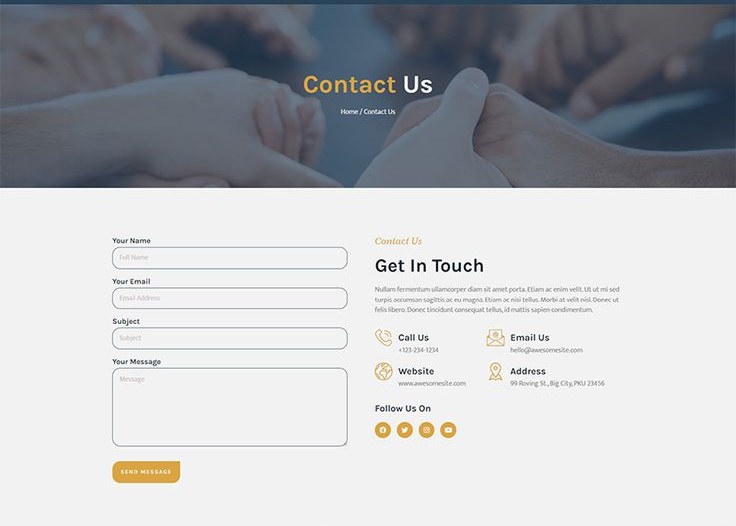 Contact Us
Home / Contact Us
Your Name
Full Name
Your Email
Email Address
Subject
Subject
Your Message
Message
SEND MESSAGE
Contact Us
Get In Touch
Nullam fermentum ullamcorper diam sit amet porta. Etiam ac enim velit. Ut ut mi sed
turpis accumsan sagittis ac eu magna. Etiam ac nisi tellus. Morbi at velit nisl. Donec ut
felis libero. Donec tincidunt consequat tellus, id mattis sapien condimentum.
Call Us
+123-234-1234
Email Us
hello@awesomesite.com
Website
www.awesomesite.com
Address
99 Roving St., Big City, PKU 23456
Follow Us On